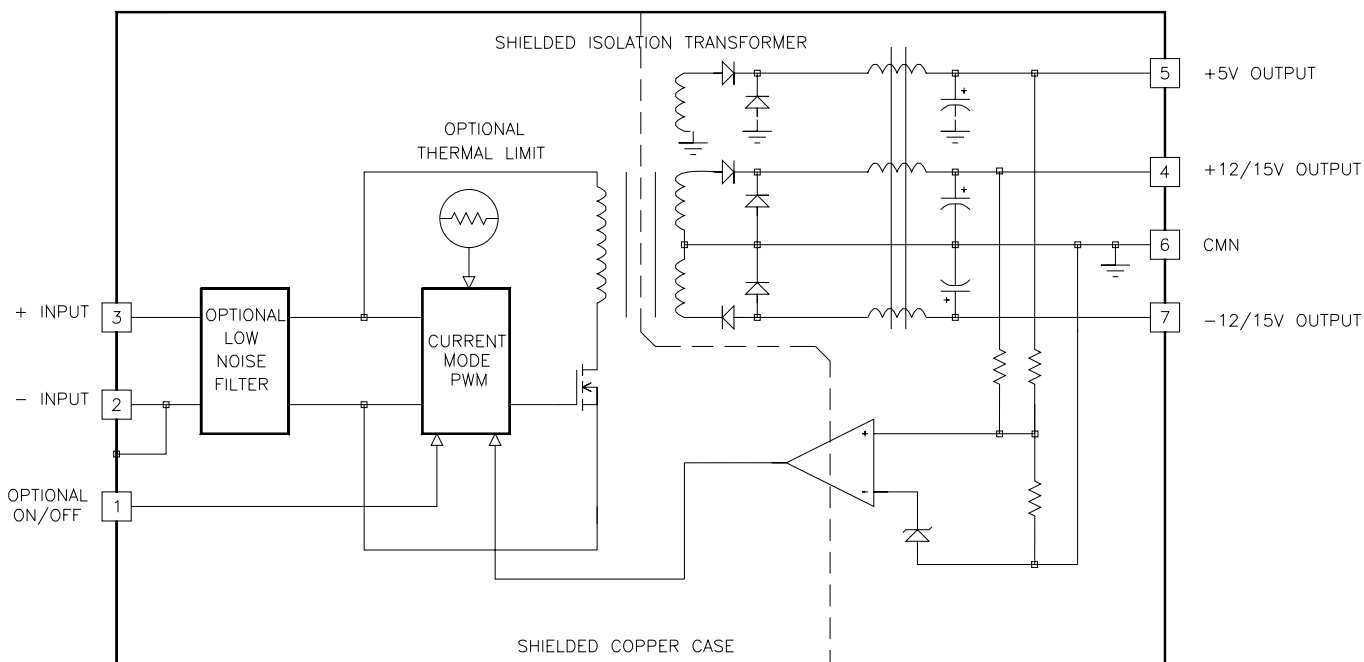 SHIELDED ISOLATION TRANSFORMER
5 +5V OUTPUT
+
OPTIONAL
THERMAL LIMIT
4 +12/15V OUTPUT
+
6 CMN
+
+ INPUT 3
7 -12/15V OUTPUT
OPTIONAL
LOW
NOISE
FILTER
CURRENT
MODE
PWM
- INPUT 2
+
-
OPTIONAL
ON/OFF
1
SHIELDED COPPER CASE